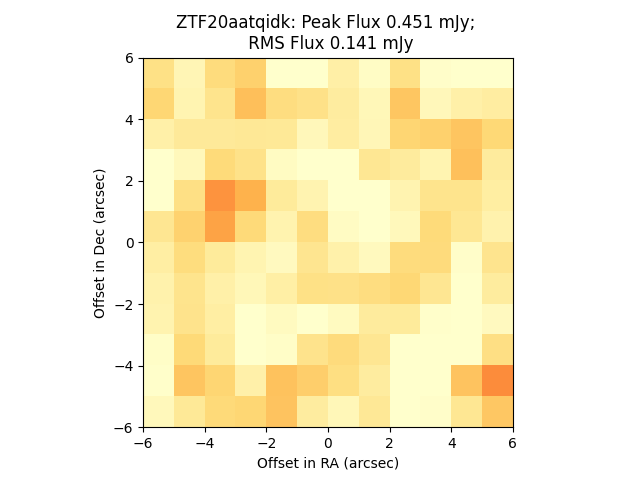 ZTF20aatqidk: Peak Flux 0.451 mJy;
RMS Flux 0.141 mJy
6
4
2
0
−2
−4
−6
Offset in Dec (arcsec)
−6 −4 −2 0 2 4 6
Offset in RA (arcsec)